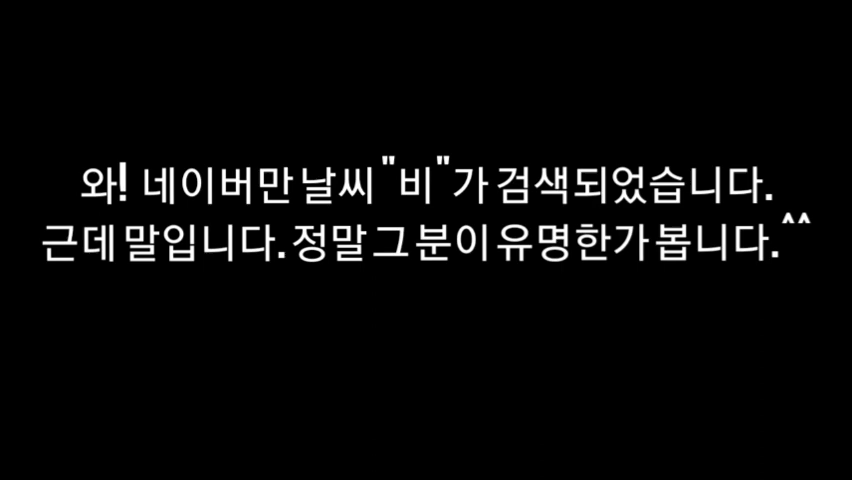 와! 네이버만 날씨 "비"가 검색되었습니다.
근데 말입니다. 정말 그 분이 유명한가 봅니다.^^